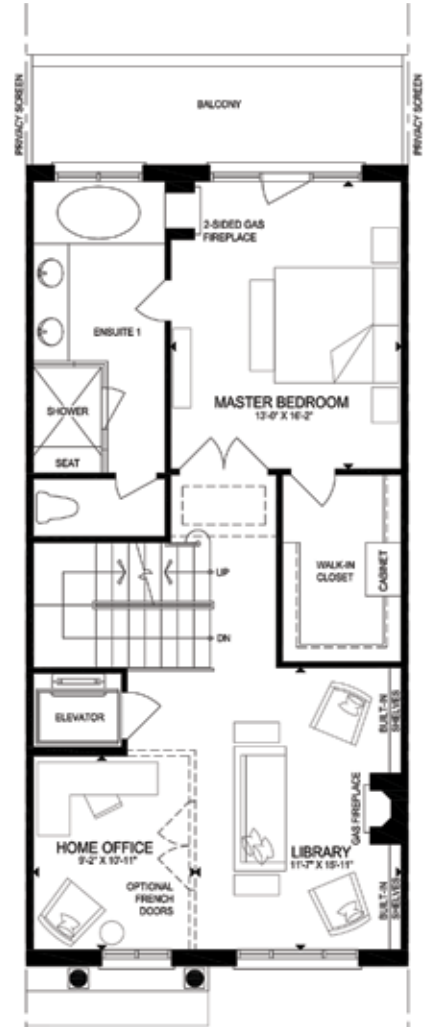 BALCONY
PRIVACY SCREEN
PRIVACY SCREEN
2-SIDED GAS
FIREPLACE
ENSUITE 1
MASTER BEDROOM
13'-0" X 16'-2"
SHOWER
SEAT
WALK-IN
CLOSET
CABINET
UP
DN
ELEVATOR
BUILT-IN
SHELVES
GAS FIREPLACE
HOME OFFICE
9'-2" X 10'-11"
LIBRARY
11'-7" X 15'-11"
OPTIONAL
FRENCH
DOORS
BUILT-IN
SHELVES